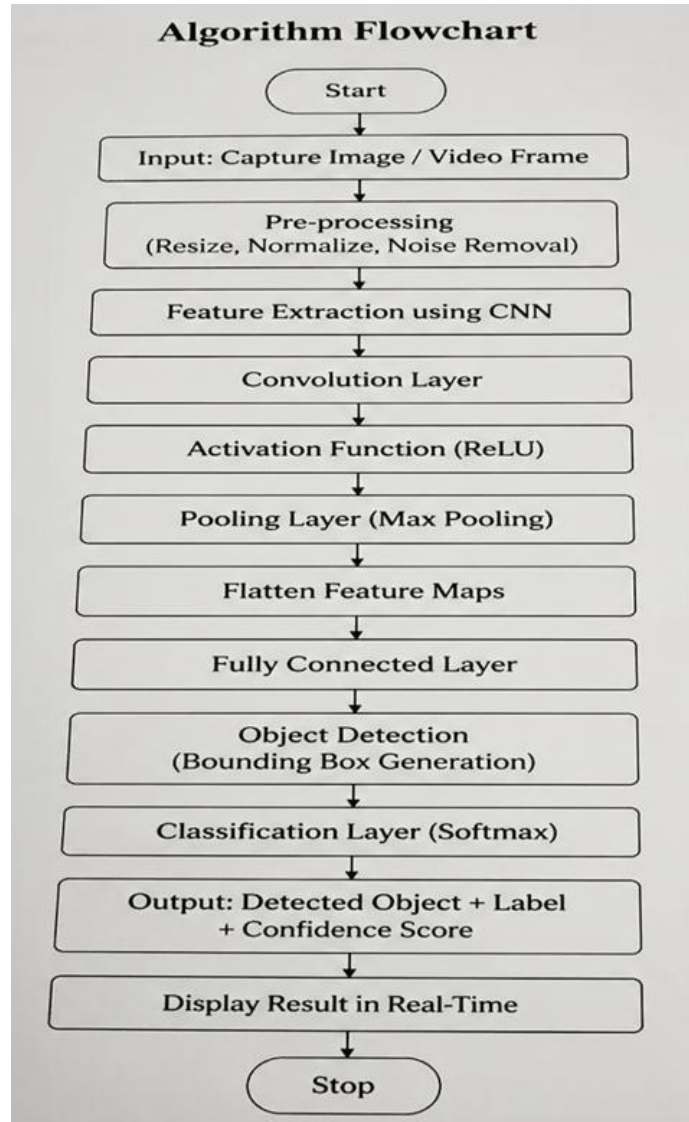 Algorithm Flowchart
Start
Input: Capture Image / Video Frame
Pre-processing
(Resize, Normalize, Noise Removal)
Feature Extraction using CNN
Convolution Layer
Activation Function (ReLU)
Pooling Layer (Max Pooling)
Flatten Feature Maps
Fully Connected Layer
Object Detection
(Bounding Box Generation)
Classification Layer (Softmax)
Output: Detected Object + Label
+ Confidence Score
Display Result in Real-Time
Stop